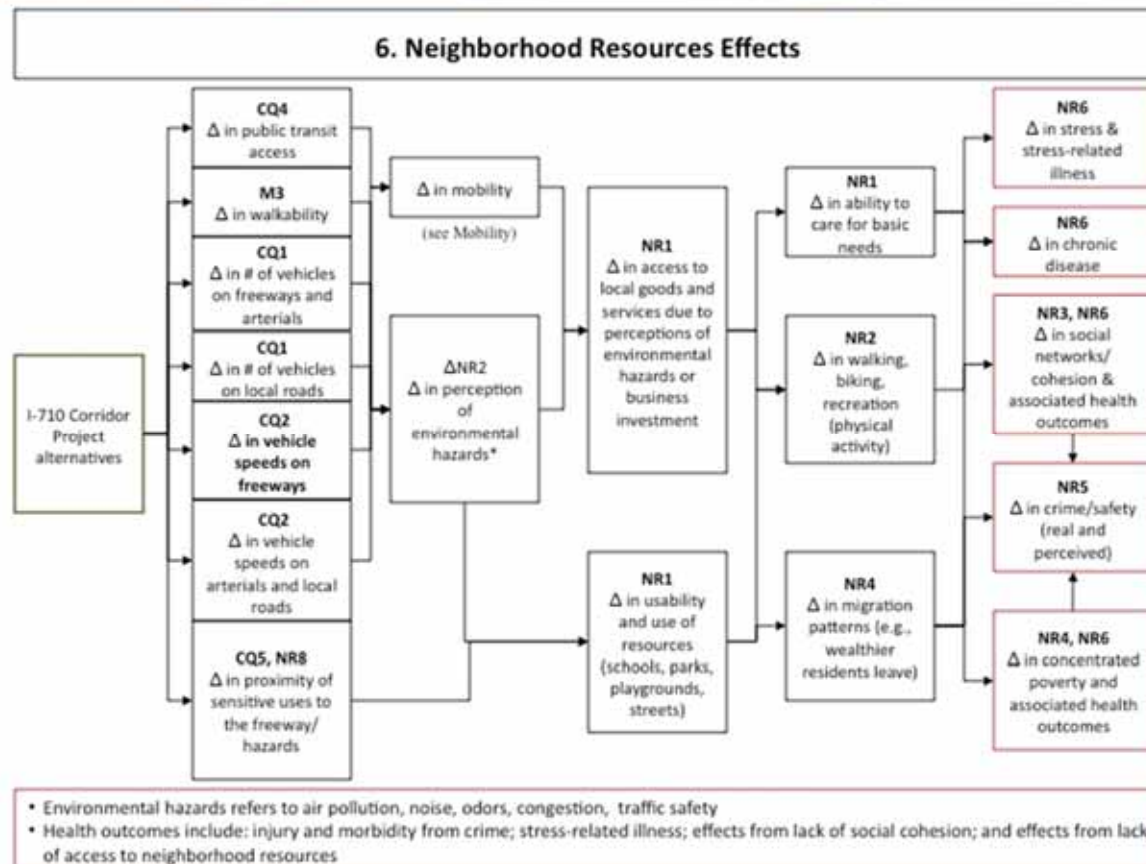 6. Neighborhood Resources Effects
I-710 Corridor
Project
alternatives
CQ4
Δ in public transit
access
M3
Δ in walkability
CQ1
Δ in # of vehicles
on freeways and
arterials
CQ1
Δ in # of vehicles
on local roads
CQ2
Δ in vehicle
speeds on
freeways
CQ2
Δ in vehicle
speeds on
arterials and local
roads
CQ5, NR8
Δ in proximity of
sensitive uses to
the freeway/
hazards
Δ in mobility
(see Mobility)
ΔNR2
Δ in perception
of
environmental
hazards*
NR1
Δ in access to
local goods and
services due to
perceptions of
environmental
hazards or
business
investment
NR1
Δ in usability
and use of
resources
(schools, parks,
playgrounds,
streets)
NR1
Δ in ability to
care for basic
needs
NR2
Δ in walking,
biking,
recreation
(physical
activity)
NR4
Δ in migration
patterns (e.g.,
wealthier
residents leave)
NR6
Δ in stress &
stress-related
illness
NR6
Δ in chronic
disease
NR3, NR6
Δ in social
networks/
cohesion &
associated health
outcomes
NR5
Δ in crime/safety
(real and
perceived)
NR4, NR6
Δ in concentrated
poverty and
associated health
outcomes
• Environmental hazards refers to air pollution, noise, odors, congestion, traffic safety
• Health outcomes include: injury and morbidity from crime; stress-related illness; effects from lack of social cohesion; and effects from lack
of access to neighborhood resources